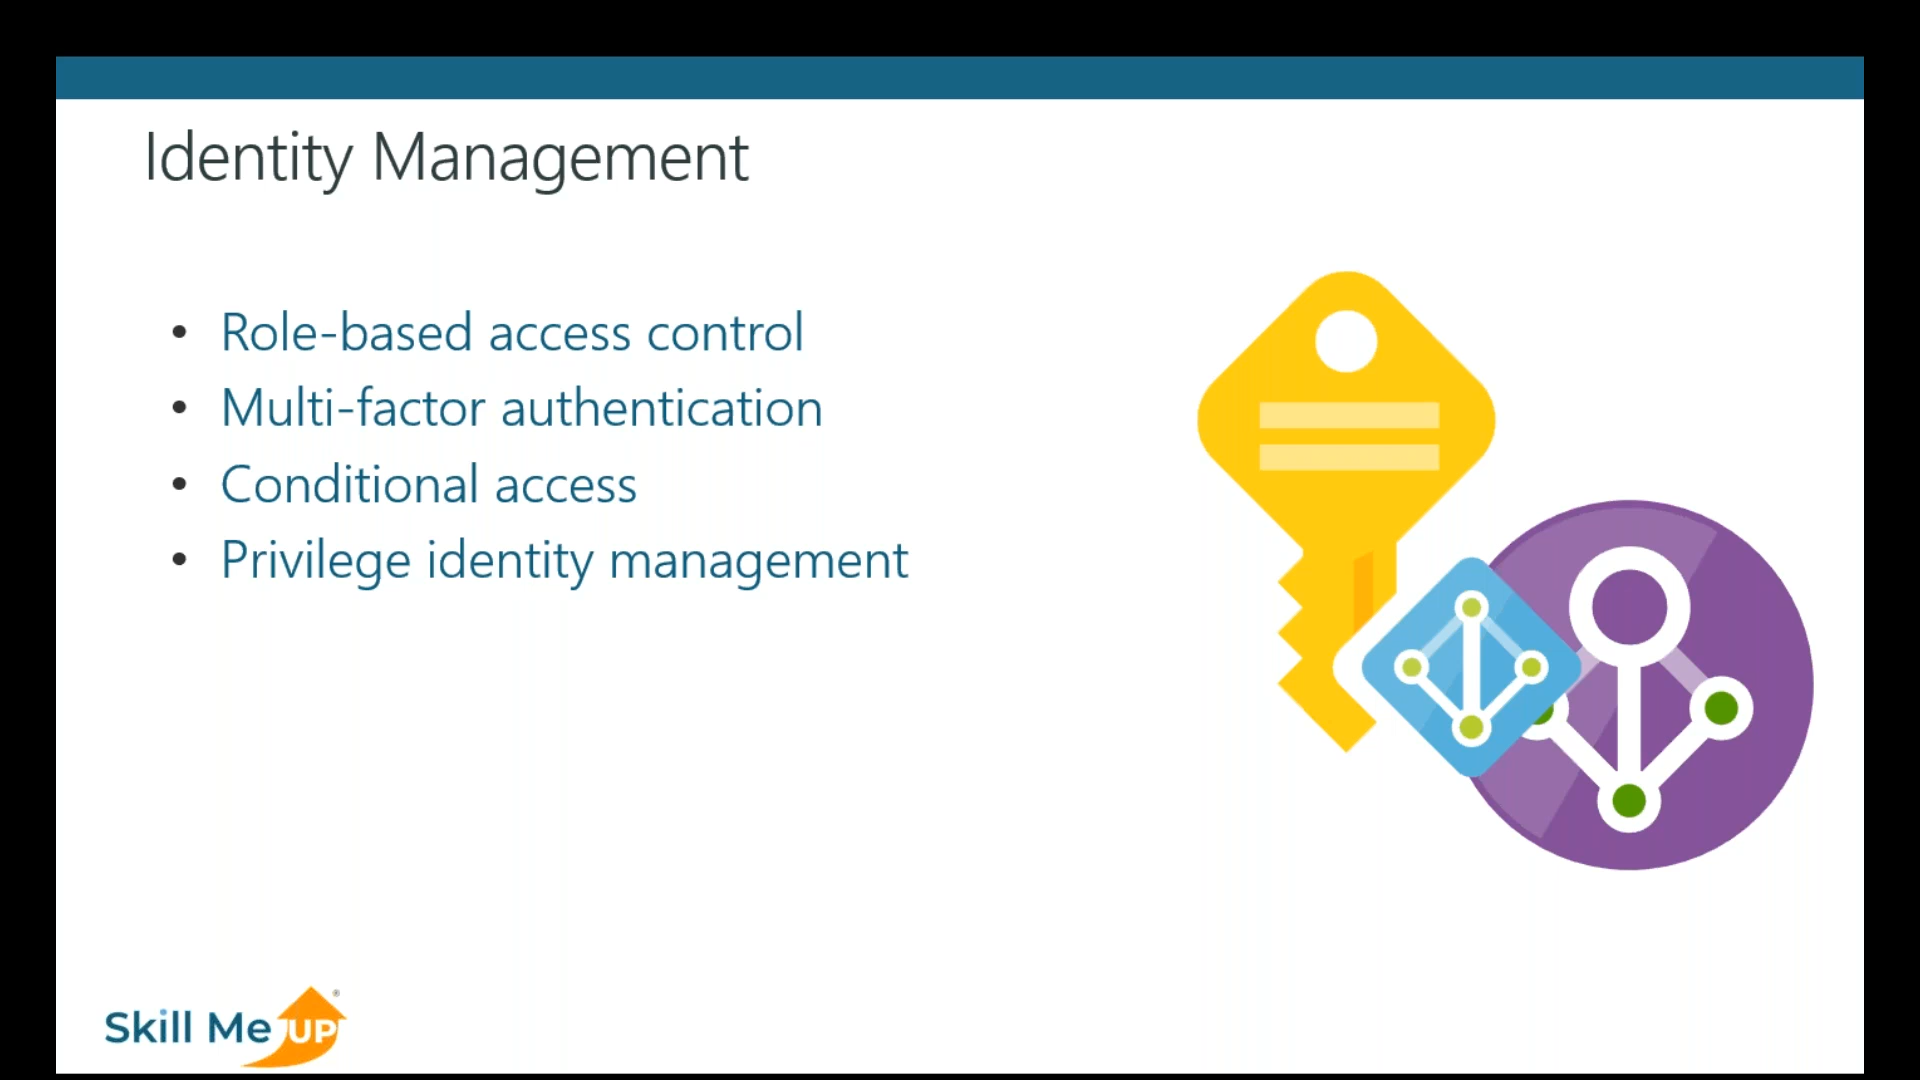 Identity Management
• Role-based access control
• Multi-factor authentication
• Conditional access
• Privilege identity management
Skill Me UP®